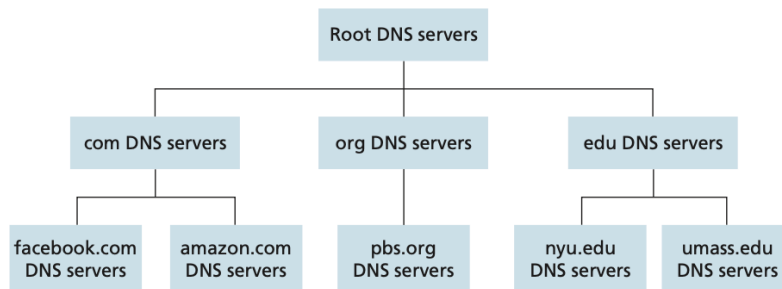 Root DNS servers
com DNS servers
org DNS servers
edu DNS servers
facebook.com
DNS servers
amazon.com
DNS servers
pbs.org
DNS servers
nyu.edu
DNS servers
umass.edu
DNS servers